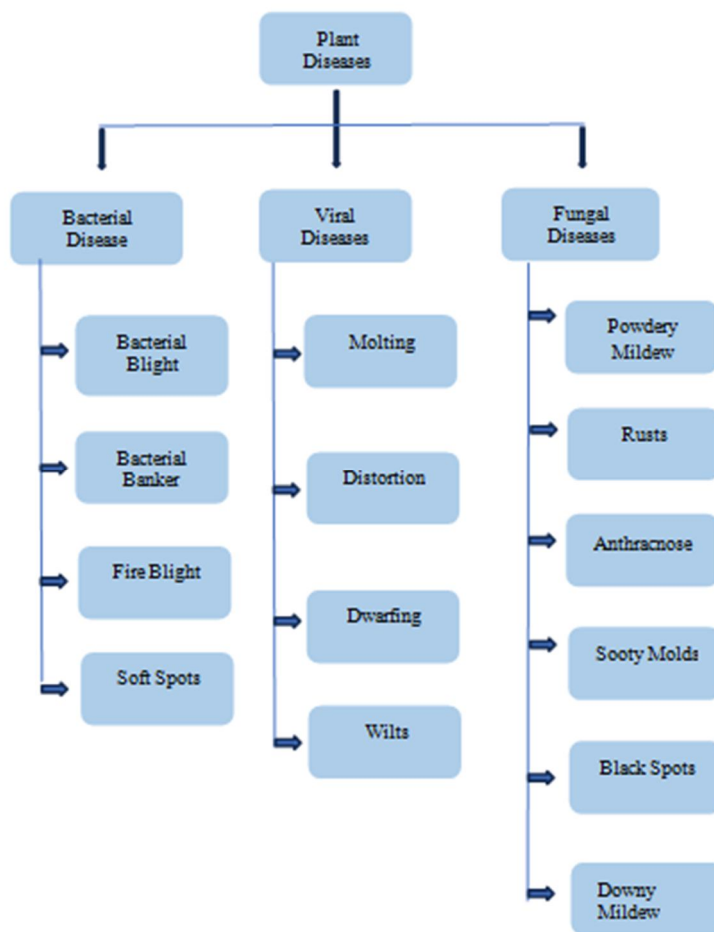 Plant
Diseases
Bacterial
Disease
Viral
Diseases
Fungal
Diseases
Bacterial
Blight
Bacterial
Banker
Fire Blight
Soft Spots
Molting
Distortion
Dwarfing
Wilts
Powdery
Mildew
Rusts
Anthracnose
Sooty Molds
Black Spots
Downy
Mildew